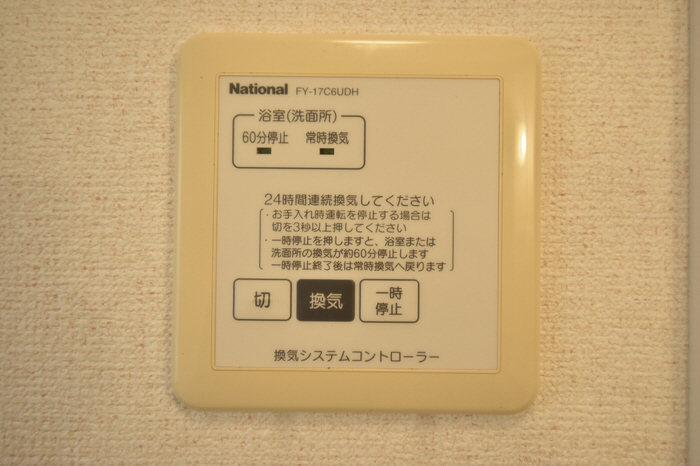 National FY-17C6UDH
浴室(洗面所)
60分停止 常時換気
24時間連続換気してください
・お手入れ時運転を停止する場合は
切を3秒以上押してください
・一時停止を押しますと、浴室または
洗面所の換気が約60分停止します
一時停止終了後は常時換気へ戻ります
切 換気 一時
停止
換気システムコントローラー